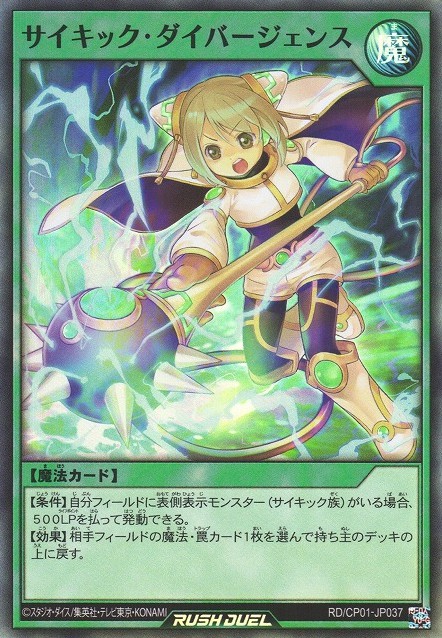 サイキック・ダイバージェンス
魔
【魔法カード】
【条件】自分フィールドに表側表示モンスター(サイキック族)がいる場合、
500LPを払って発動できる。
【効果】相手フィールドの魔法・罠カード1枚を選んで持ち主のデッキの
上に戻す。
©スタジオ・ダイス/集英社・テレビ東京・KONAMI
RUSH DUEL
RD/CP01-JP037